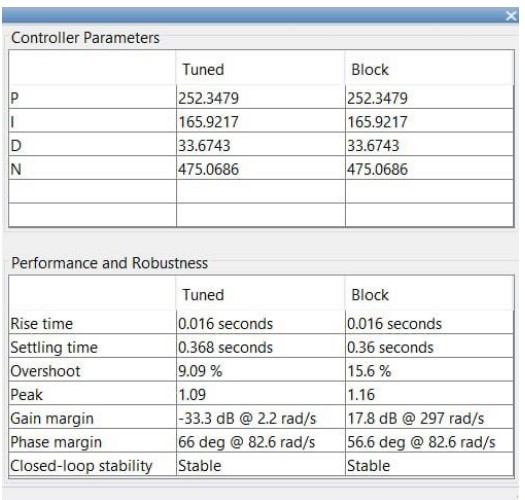 Controller Parameters
Tuned Block
P 252.3479 252.3479
I 165.9217 165.9217
D 33.6743 33.6743
N 475.0686 475.0686
Performance and Robustness
Tuned Block
Rise time 0.016 seconds 0.016 seconds
Settling time 0.368 seconds 0.36 seconds
Overshoot 9.09 % 15.6 %
Peak 1.09 1.16
Gain margin -33.3 dB @ 2.2 rad/s 17.8 dB @ 297 rad/s
Phase margin 66 deg @ 82.6 rad/s 56.6 deg @ 82.6 rad/s
Closed-loop stability Stable Stable